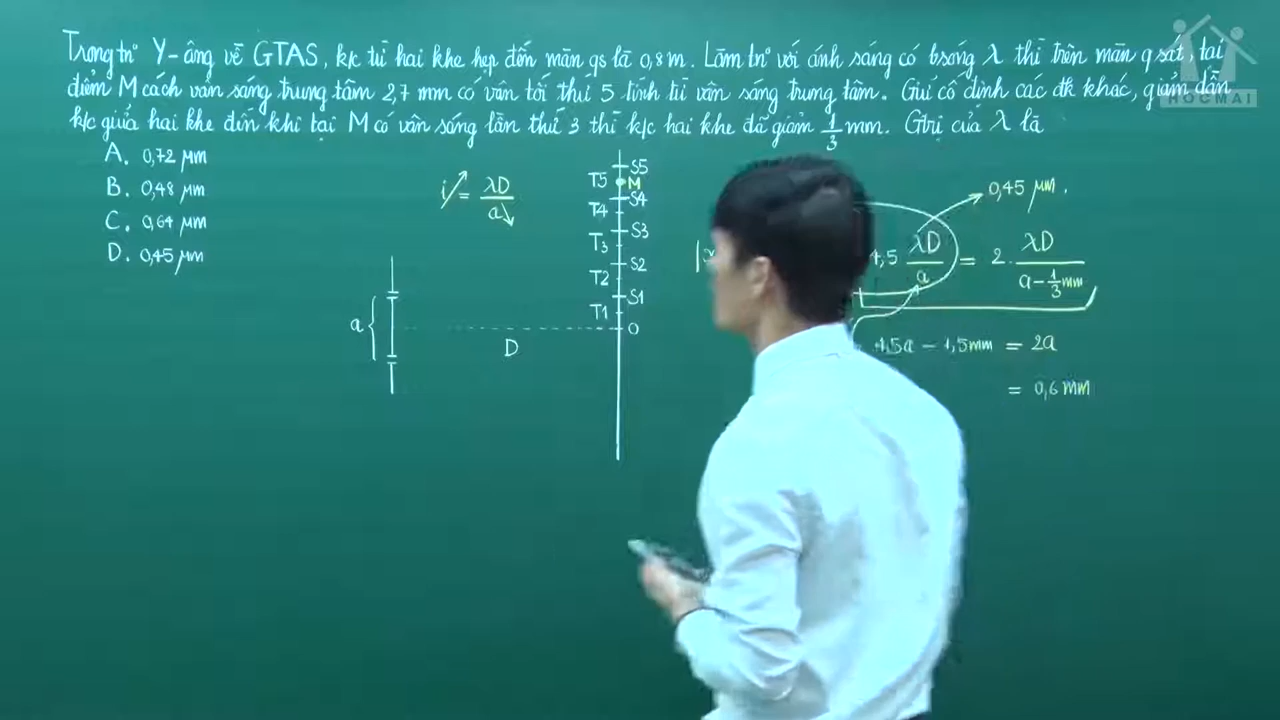 Trong tnº Y-âng về GTAS, k/c từ hai khe hẹp đến màn qs là 0,8m. Làm tnº với ánh sáng có bsóng λ thì trên màn q sát, tại
điểm M cách vân sáng trung tâm 2,7 mm có vân tối thứ 5 tính từ vân sáng trung tâm. Giữ cố định các đk khác, giảm dần
k/c giữa hai khe đến khi tại M có vân sáng lần thứ 3 thì k/c hai khe đã giảm 1/3 mm. Gtrị của λ là
A. 0,72 μm
B. 0,48 μm
C. 0,64 μm
D. 0,45 μm
HOCMAI
i = λD/a
S5
T5 M
S4
T4
S3
T3
S2
T2
S1
T1
O
a
D
0,45 μm.
4,5 λD/a = 2. λD/(a - 1/3 mm)
4,5a - 1,5mm = 2a
= 0,6 mm